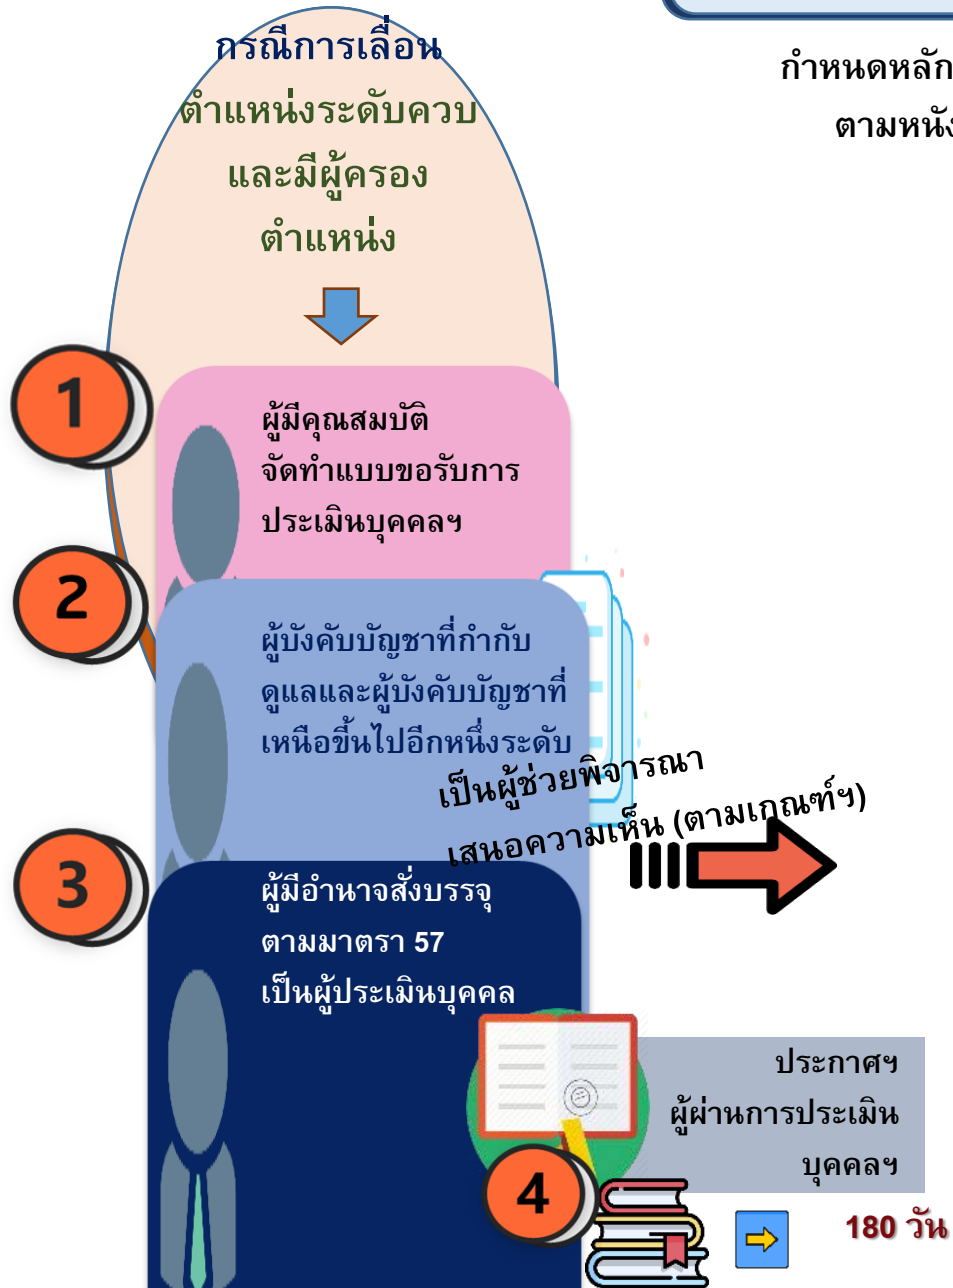 กรณีการเลื่อน
ตำแหน่งระดับควบ
และมีผู้ครอง
ตำแหน่ง
กำหนดหลัก
ตามหนัง
1
ผู้มีคุณสมบัติ
จัดทำแบบขอรับการ
ประเมินบุคคลฯ
2
ผู้บังคับบัญชาที่กำกับ
ดูแลและผู้บังคับบัญชาที่
เหนือขึ้นไปอีกหนึ่งระดับ
เป็นผู้ช่วยพิจารณา
เสนอความเห็น (ตามเกณฑ์ฯ)
3
ผู้มีอำนาจสั่งบรรจุ
ตามมาตรา 57
เป็นผู้ประเมินบุคคล
ประกาศฯ
ผู้ผ่านการประเมิน
บุคคลฯ
4
180 วัน